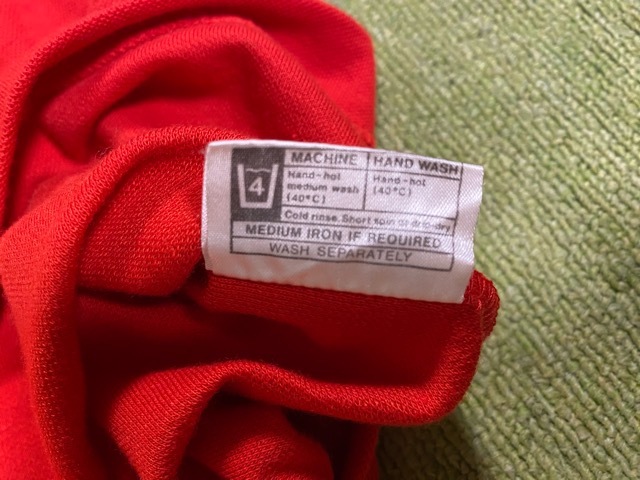 4
MACHINE
Hand-hot
medium wash
(40°C)
HAND WASH
Hand-hot
(40°C)
Cold rinse. Short spin or drip-dry
MEDIUM IRON IF REQUIRED
WASH SEPARATELY